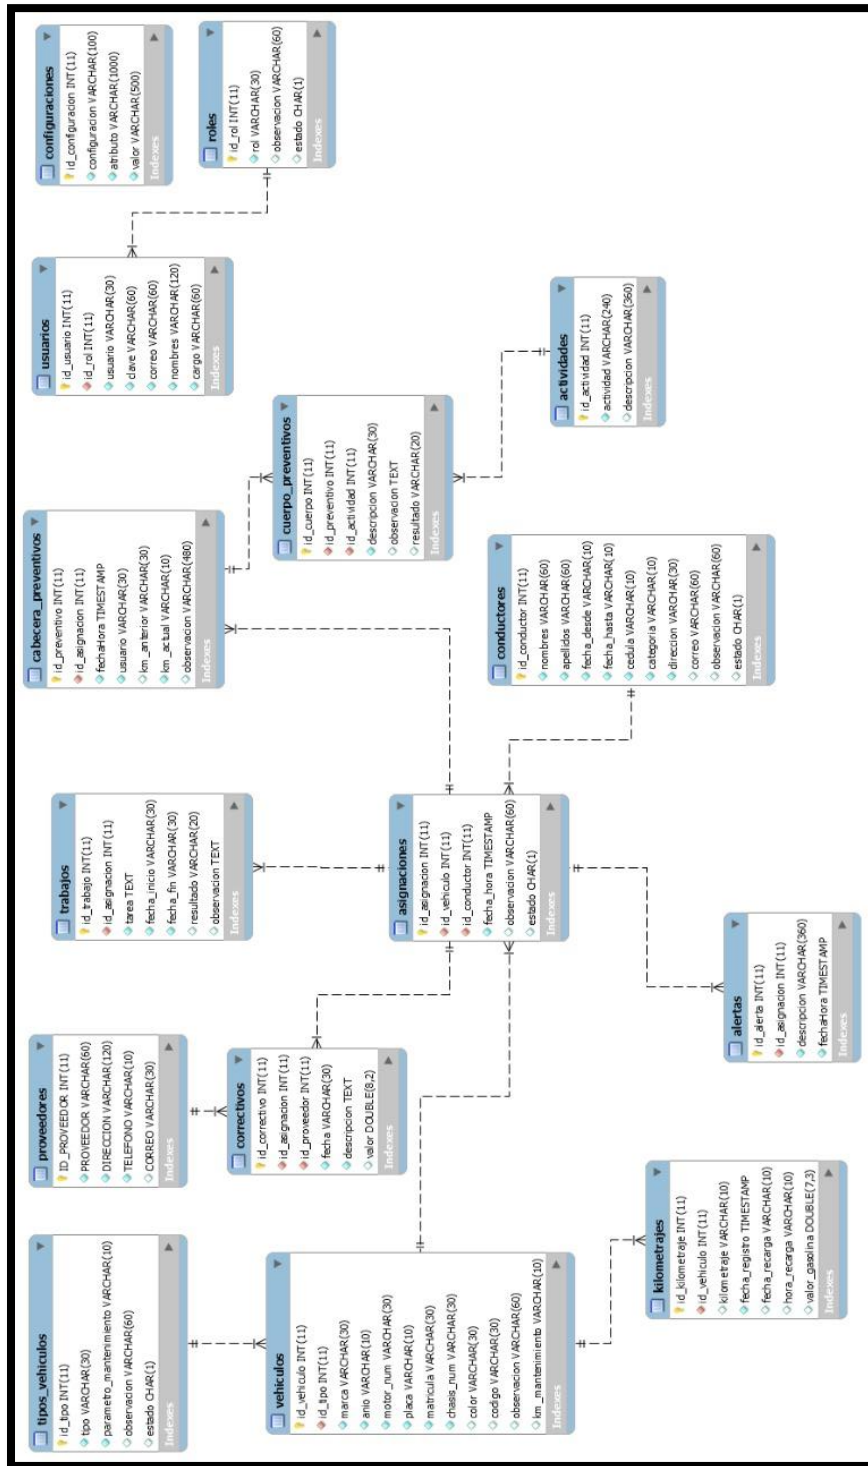 tipos_vehiculos
id_tipo INT(11)
tipo VARCHAR(30)
parametro_mantenimiento VARCHAR(10)
observacion VARCHAR(60)
estado CHAR(1)
Indexes
proveedores
ID_PROVEEDOR INT(11)
PROVEEDOR VARCHAR(60)
DIRECCION VARCHAR(120)
TELEFONO VARCHAR(10)
CORREO VARCHAR(30)
Indexes
trabajos
id_trabajo INT(11)
id_asignacion INT(11)
tarea TEXT
fecha_inicio VARCHAR(30)
fecha_fin VARCHAR(30)
resultado VARCHAR(20)
observacion TEXT
Indexes
cabecera_preventivos
id_preventivo INT(11)
id_asignacion INT(11)
fechaHora TIMESTAMP
usuario VARCHAR(30)
km_anterior VARCHAR(30)
km_actual VARCHAR(10)
observacion VARCHAR(480)
Indexes
usuarios
id_usuario INT(11)
id_rol INT(11)
usuario VARCHAR(30)
clave VARCHAR(60)
correo VARCHAR(60)
nombres VARCHAR(120)
cargo VARCHAR(60)
Indexes
configuraciones
id_configuracion INT(11)
configuracion VARCHAR(100)
atributo VARCHAR(1000)
valor VARCHAR(500)
Indexes
roles
id_rol INT(11)
rol VARCHAR(30)
observacion VARCHAR(60)
estado CHAR(1)
Indexes
vehiculos
id_vehiculo INT(11)
id_tipo INT(11)
marca VARCHAR(30)
anio VARCHAR(10)
motor_num VARCHAR(30)
placa VARCHAR(10)
matricula VARCHAR(30)
chasis_num VARCHAR(30)
color VARCHAR(30)
codigo VARCHAR(30)
observacion VARCHAR(60)
km_mantenimiento VARCHAR(10)
Indexes
correctivos
id_correctivo INT(11)
id_asignacion INT(11)
id_proveedor INT(11)
fecha VARCHAR(30)
descripcion TEXT
valor DOUBLE(8,2)
Indexes
cuerpo_preventivos
id_cuerpo INT(11)
id_preventivo INT(11)
id_actividad INT(11)
descripcion VARCHAR(30)
observacion TEXT
resultado VARCHAR(20)
Indexes
asignaciones
id_asignacion INT(11)
id_vehiculo INT(11)
id_conductor INT(11)
fecha_hora TIMESTAMP
observacion VARCHAR(60)
estado CHAR(1)
Indexes
conductores
id_conductor INT(11)
nombres VARCHAR(60)
apellidos VARCHAR(60)
fecha_desde VARCHAR(10)
fecha_hasta VARCHAR(10)
cedula VARCHAR(10)
categoria VARCHAR(10)
direccion VARCHAR(30)
correo VARCHAR(60)
observacion VARCHAR(60)
estado CHAR(1)
Indexes
actividades
id_actividad INT(11)
actividad VARCHAR(240)
descripcion VARCHAR(360)
Indexes
kilometrajes
id_kilometraje INT(11)
id_vehiculo INT(11)
kilometraje VARCHAR(10)
fecha_registro TIMESTAMP
fecha_recarga VARCHAR(10)
hora_recarga VARCHAR(10)
valor_gasolina DOUBLE(7,3)
Indexes
alertas
id_alerta INT(11)
id_asignacion INT(11)
descripcion VARCHAR(360)
fechaHora TIMESTAMP
Indexes